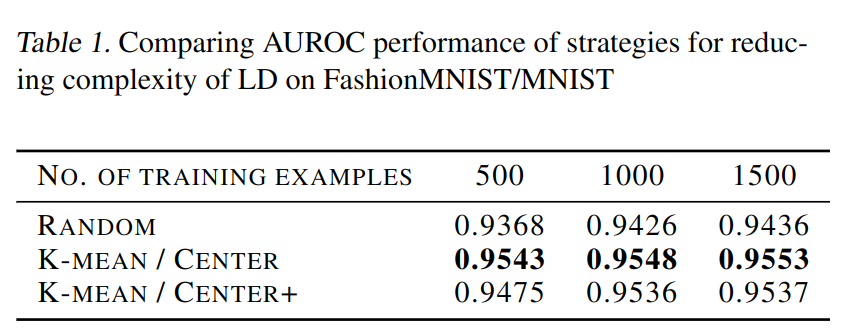 Table 1. Comparing AUROC performance of strategies for reduc-
ing complexity of LD on FashionMNIST/MNIST
NO. OF TRAINING EXAMPLES 500 1000 1500
RANDOM 0.9368 0.9426 0.9436
K-MEAN / CENTER 0.9543 0.9548 0.9553
K-MEAN / CENTER+ 0.9475 0.9536 0.9537